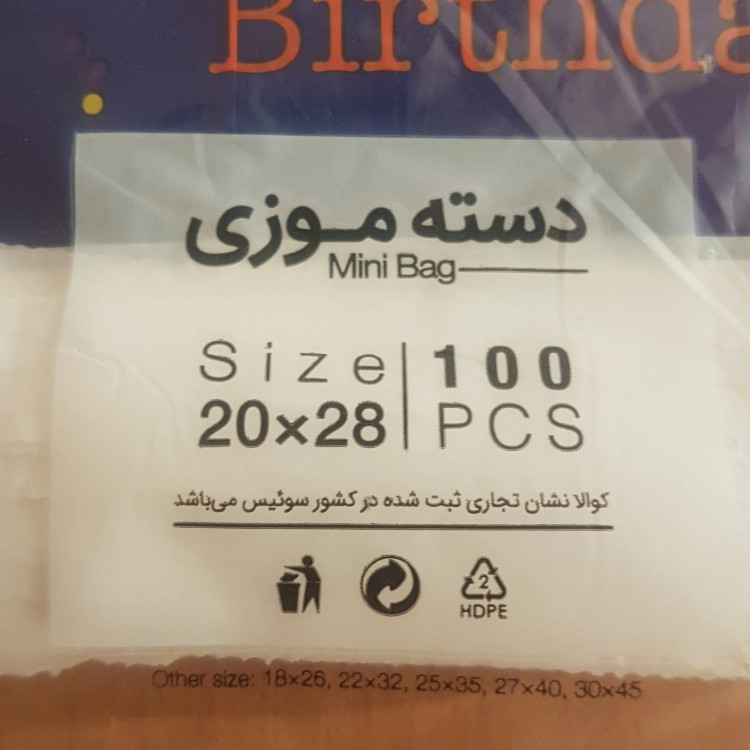 Birthda
دسته موزی
Mini Bag
Size
20×28
100
PCS
کوالا نشان تجاری ثبت شده در کشور سوئیس می‌باشد
2
HDPE
Other size: 18×26, 22×32, 25×35, 27×40, 30×45